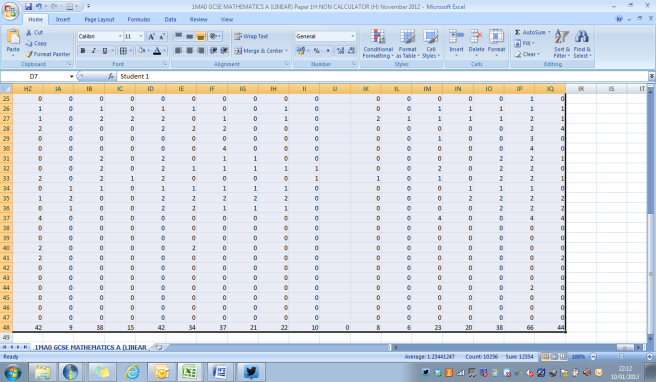 1MA0 GCSE MATHEMATICS A (LINEAR) Paper 1H NON CALCULATOR (H) November 2012 - Microsoft Excel
Home Insert Page Layout Formulas Data Review View
Cut Calibri 11 Wrap Text General AutoSum
Copy Fill
Paste Format Painter B I U Merge & Center % Conditional Formatting Format as Table Cell Styles Insert Delete Format Clear Sort & Filter Find & Select
Clipboard Font Alignment Number Styles Cells Editing
D7 Student 1
HZ IA IB IC ID IE IF IG IH II IK IL IM IN IO IP IQ IR IS IT
25 0 0 0 0 0 0 0 0 0 0 0 0 0 0 0 1 0
26 1 0 1 0 1 1 0 0 0 0 0 0 1 1 1 1 1
27 1 0 2 2 2 0 1 0 1 0 2 1 1 1 1 2 1
28 2 0 0 0 2 2 2 0 0 0 0 0 0 0 0 2 4
29 0 0 0 0 0 0 0 0 0 0 0 0 1 0 0 3 0
30 0 0 0 0 0 0 4 0 0 0 0 0 0 0 0 4 0
31 0 0 2 0 2 0 1 1 0 0 0 0 0 0 2 2 1
32 0 0 2 0 2 1 1 1 1 1 0 0 2 0 2 2 0
33 2 0 2 1 2 0 0 0 0 1 1 0 1 2 2 1
34 0 1 1 0 1 1 1 1 1 0 0 0 0 1 1 1 0
35 1 2 0 0 2 2 2 2 2 0 0 0 0 2 2 2 2
36 0 1 0 0 2 2 1 1 1 0 0 0 0 0 2 2 2
37 4 0 0 0 0 0 0 0 0 0 0 0 4 0 0 4 4
38 0 0 0 0 0 0 0 0 0 0 0 0 0 0 0 0 0
39 0 0 0 0 0 0 0 0 0 0 0 0 0 0 0 0 0
40 2 0 0 0 0 0 2 0 0 0 0 0 0 0 0 0 0
41 2 0 0 0 0 0 0 0 0 0 0 0 0 0 0 0 2
42 0 0 0 0 0 0 0 0 0 0 0 0 0 0 0 0 0
43 0 0 0 0 0 0 0 0 0 0 0 0 0 0 0 0 0
44 0 0 0 0 0 0 0 0 0 0 0 0 0 0 0 2 0
45 0 0 0 0 0 0 0 0 0 0 0 0 0 0 0 0 0
46 0 0 0 0 0 0 0 0 0 0 0 0 0 0 0 0 0
47 0 0 0 0 0 0 0 0 0 0 0 0 0 0 0 0 0
48 42 9 38 15 42 34 37 21 22 10 0 8 6 23 20 38 66 44
49
1MA0 GCSE MATHEMATICS A (LINEAR
Ready Average: 1.23441247 Count: 10236 Sum: 12354 100%
22:12
10/01/2013